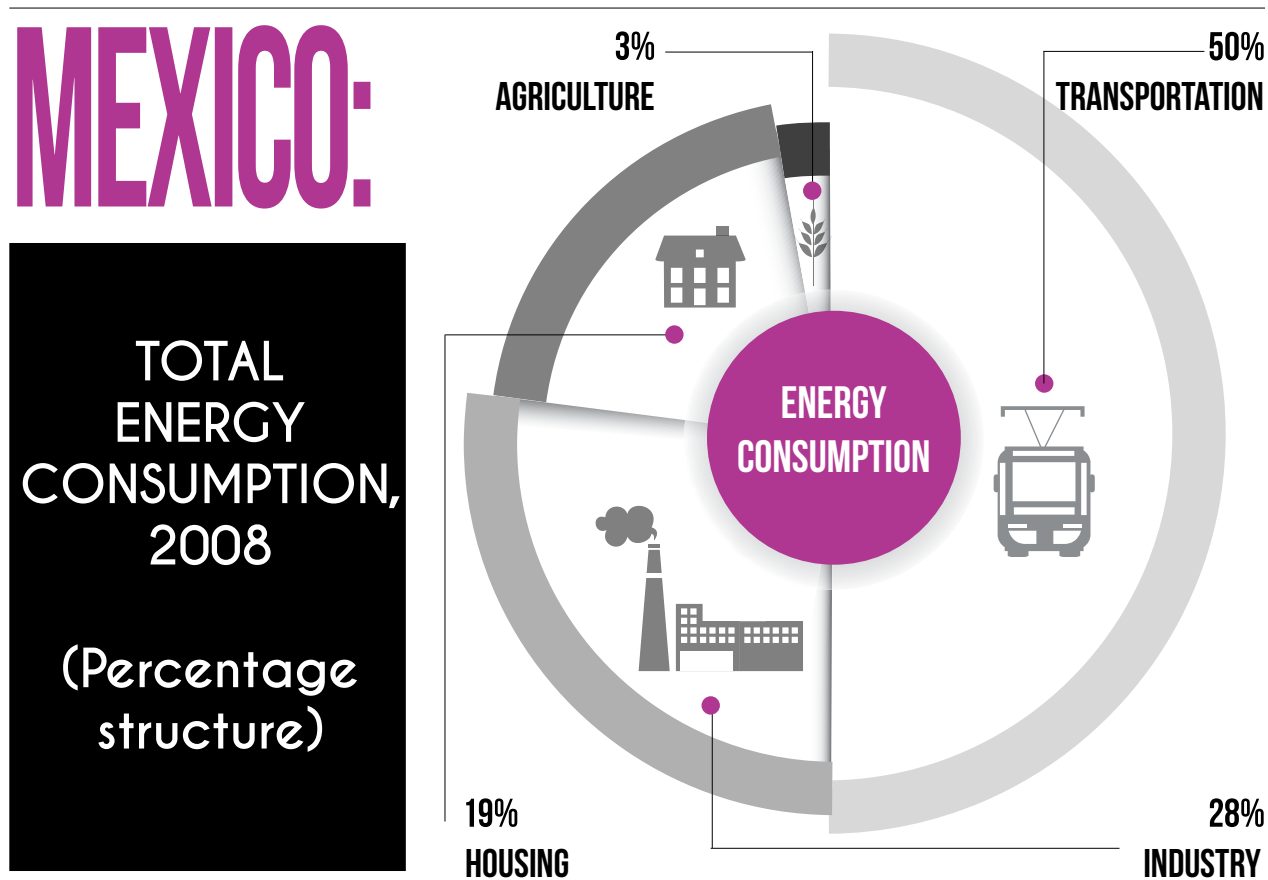 MEXICO:
TOTAL
ENERGY
CONSUMPTION,
2008
(Percentage
structure)
3%
AGRICULTURE
50%
TRANSPORTATION
ENERGY
CONSUMPTION
19%
HOUSING
28%
INDUSTRY